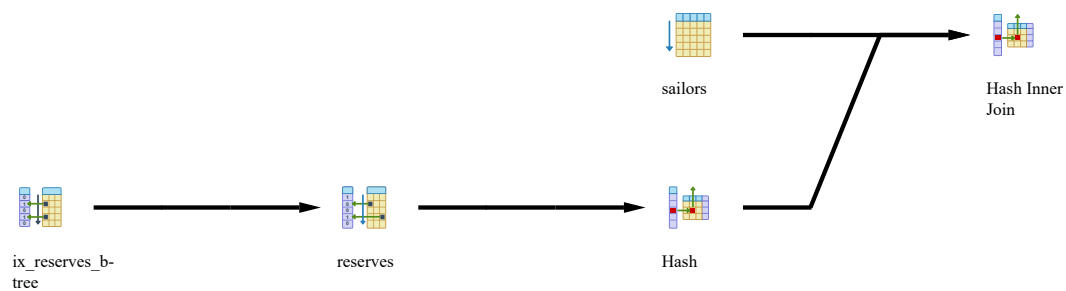 sailors
Hash Inner
Join
ix_reserves_b-
tree
reserves
Hash